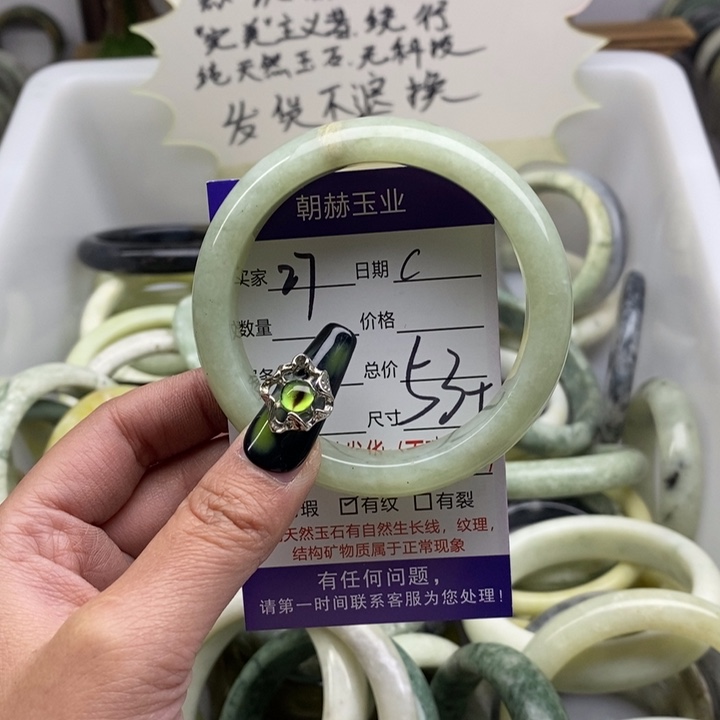 "完美"主义者.绕行
纯天然玉石.无科技
发货不退换
朝赫玉业
买家 27 日期 C
数量 价格
总价
尺寸 53+
瑕 ☑有纹 ☐有裂
天然玉石有自然生长线，纹理，
结构矿物质属于正常现象
有任何问题，
请第一时间联系客服为您处理！